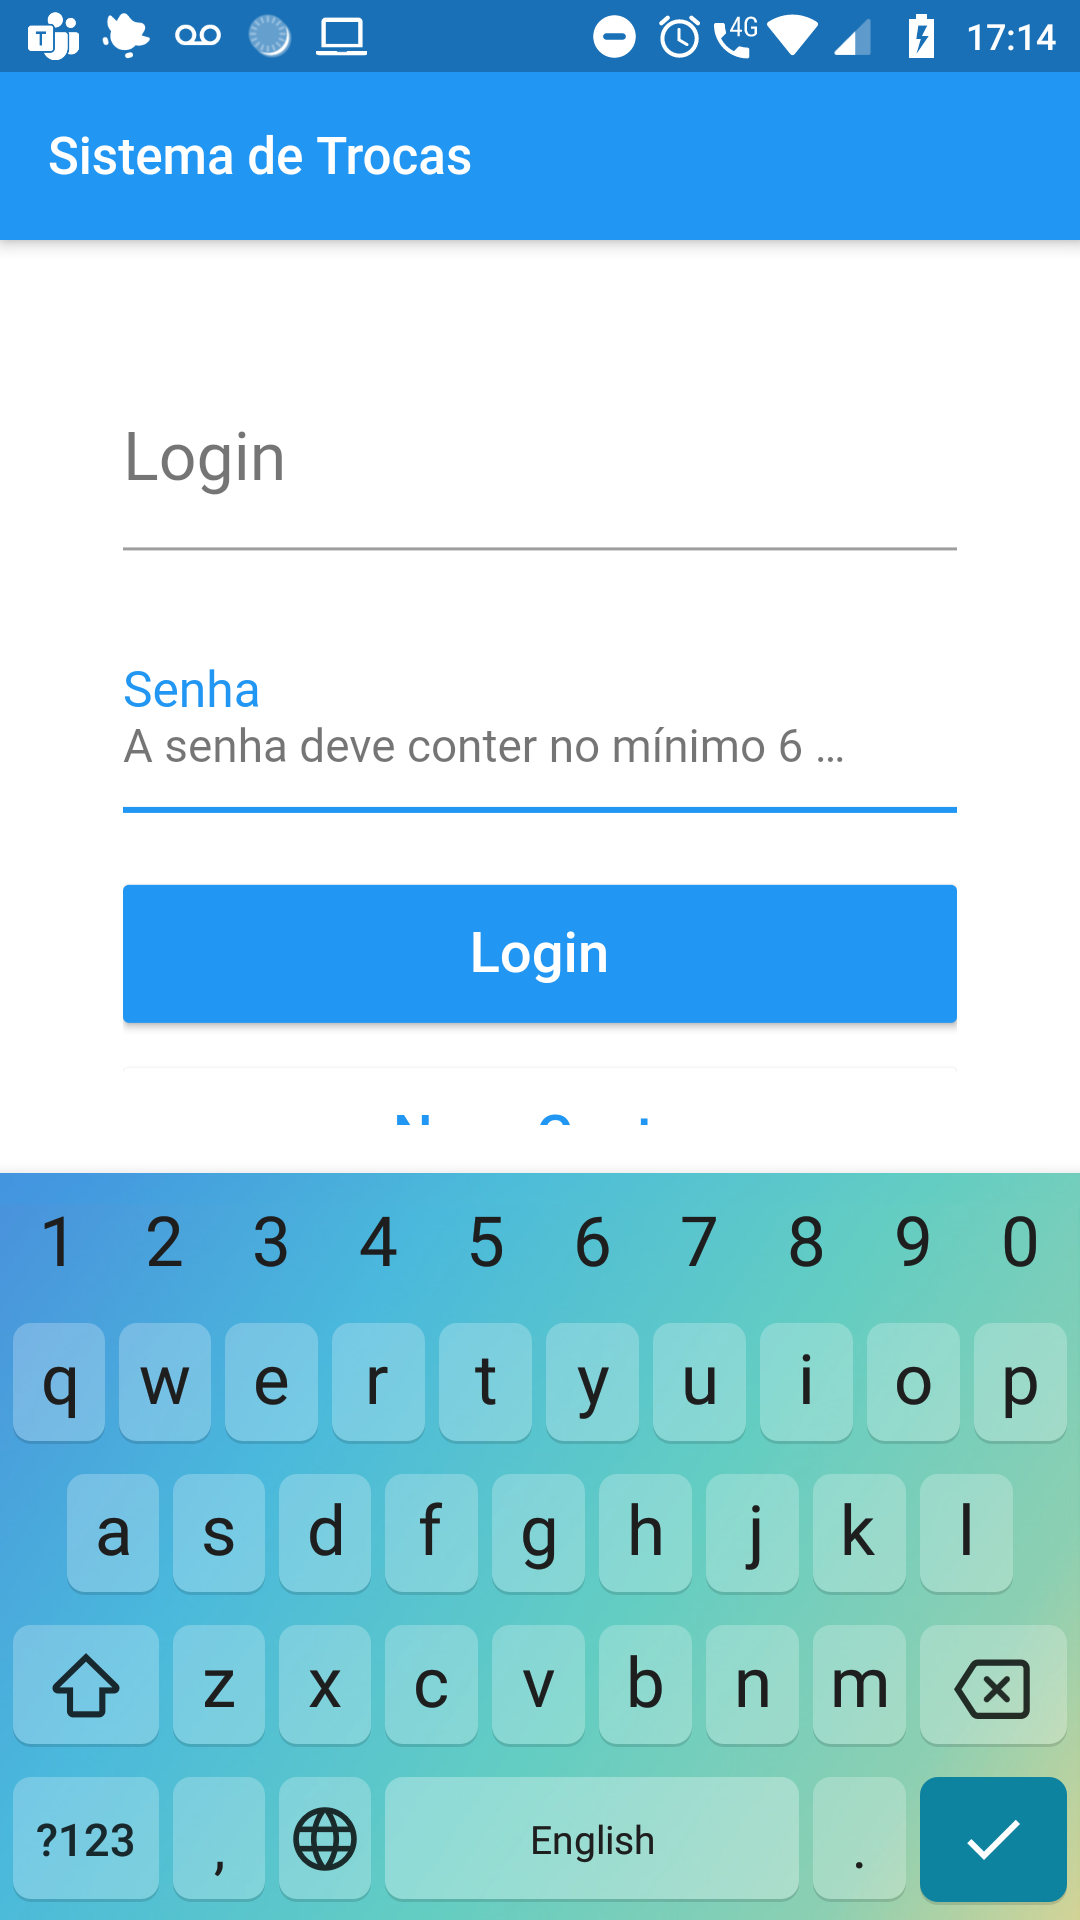 T 4G 17:14
Sistema de Trocas
Login
Senha
A senha deve conter no mínimo 6 ...
Login
1 2 3 4 5 6 7 8 9 0
q w e r t y u i o p
a s d f g h j k l
z x c v b n m
?123 , English .